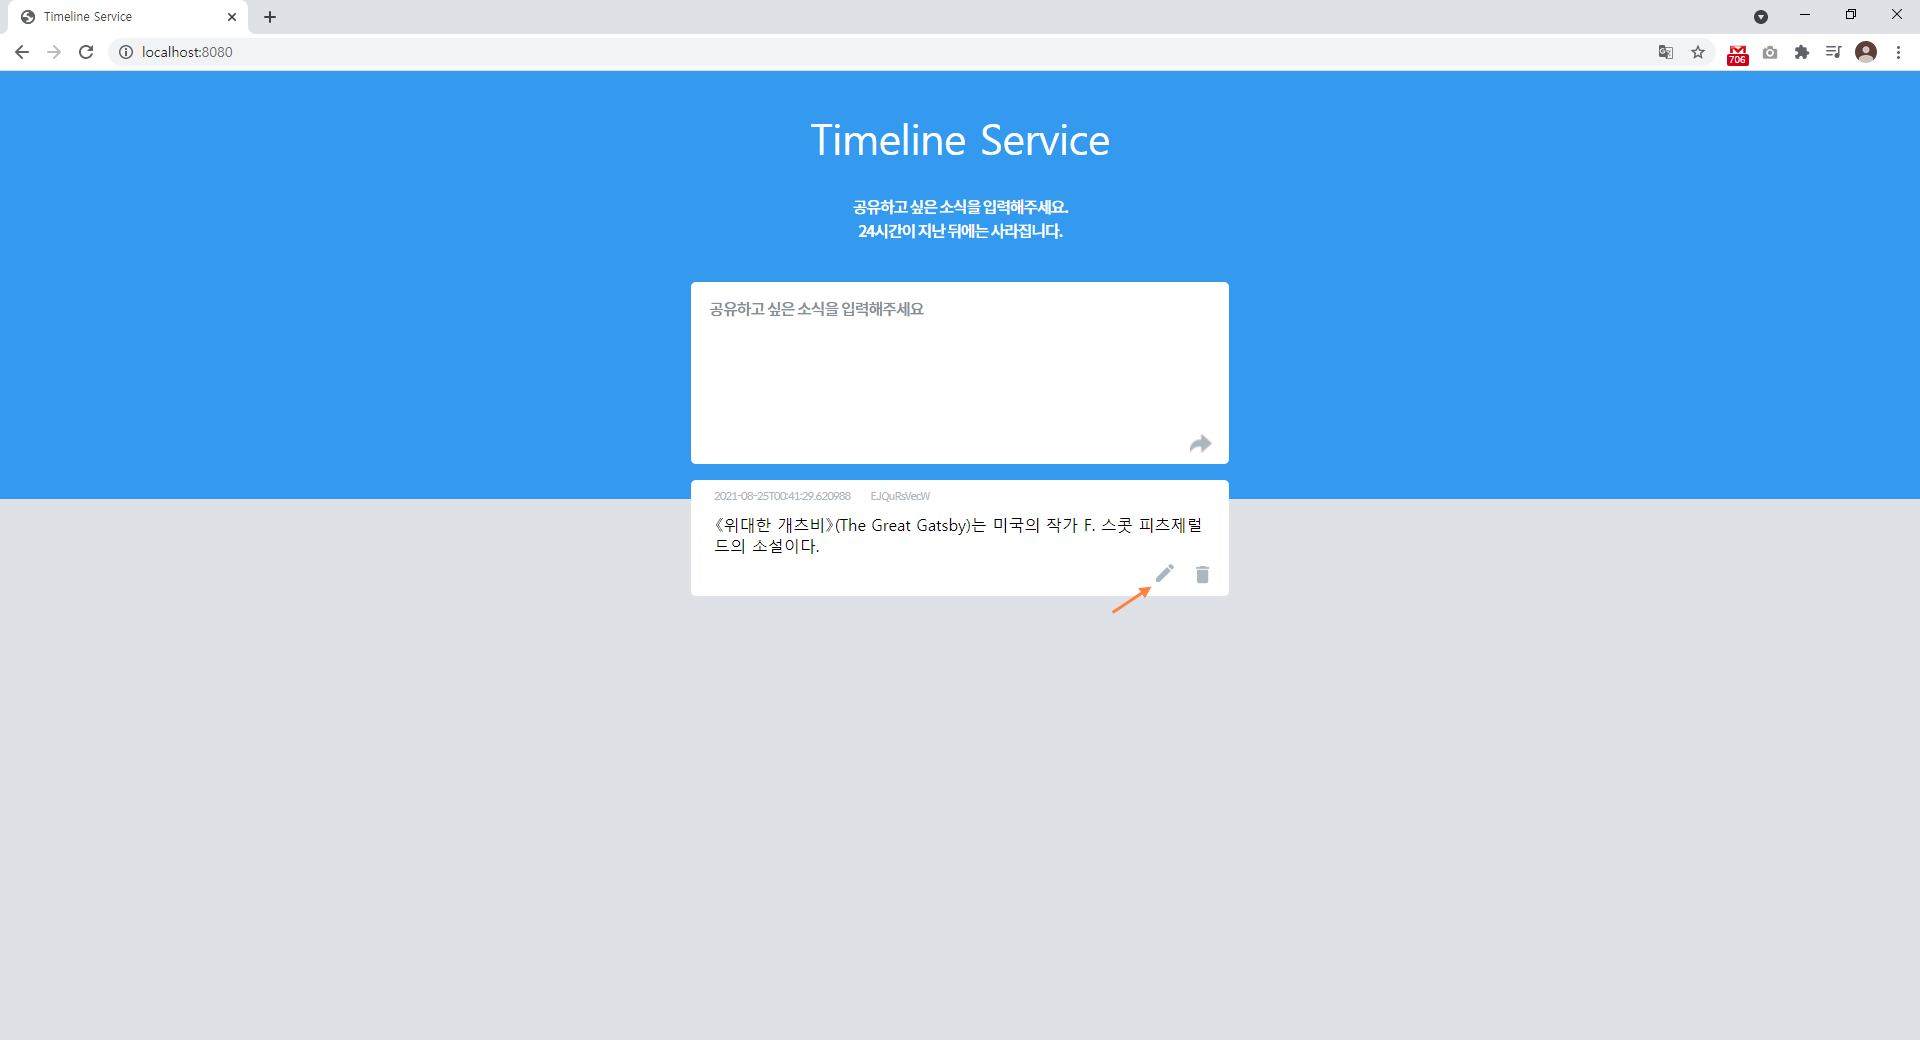 Timeline Service
localhost:8080
706
Timeline Service
공유하고 싶은 소식을 입력해주세요.
24시간이 지난 뒤에는 사라집니다.
공유하고 싶은 소식을 입력해주세요
2021-08-25T00:41:29.620988 EJQuRsVecW
《위대한 개츠비》(The Great Gatsby)는 미국의 작가 F. 스콧 피츠제럴
드의 소설이다.